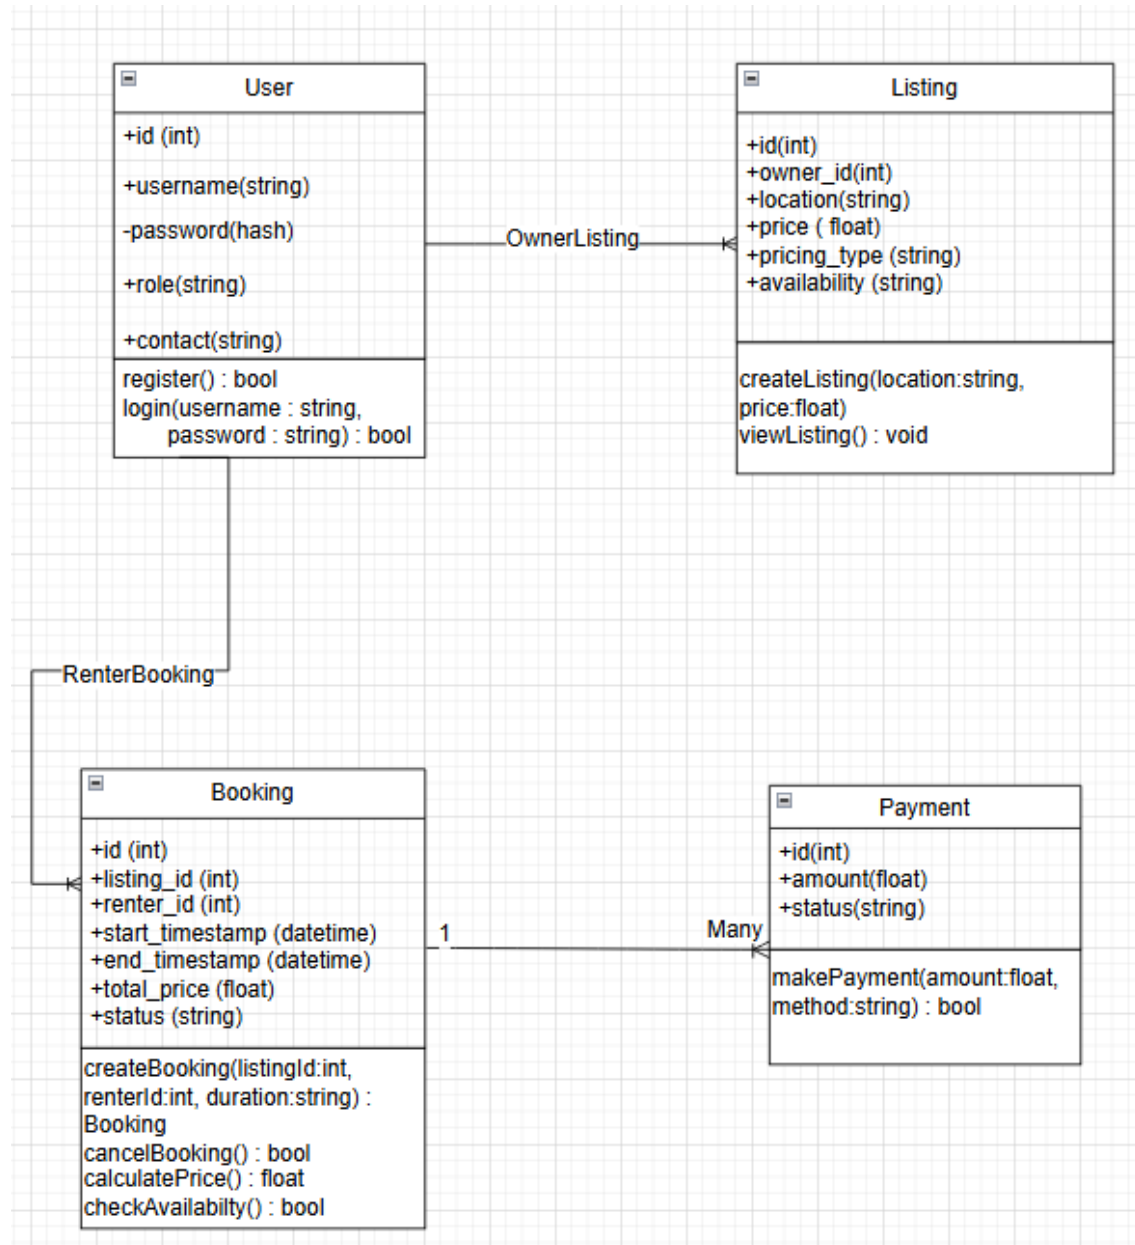 User
+id (int)
+username(string)
-password(hash)
+role(string)
+contact(string)
register() : bool
login(username : string,
password : string) : bool
OwnerListing
Listing
+id(int)
+owner_id(int)
+location(string)
+price ( float)
+pricing_type (string)
+availability (string)
createListing(location:string,
price:float)
viewListing() : void
RenterBooking
Booking
+id (int)
+listing_id (int)
+renter_id (int)
+start_timestamp (datetime)
+end_timestamp (datetime)
+total_price (float)
+status (string)
createBooking(listingId:int,
renterId:int, duration:string) :
Booking
cancelBooking() : bool
calculatePrice() : float
checkAvailabilty() : bool
1
Many
Payment
+id(int)
+amount(float)
+status(string)
makePayment(amount:float,
method:string) : bool